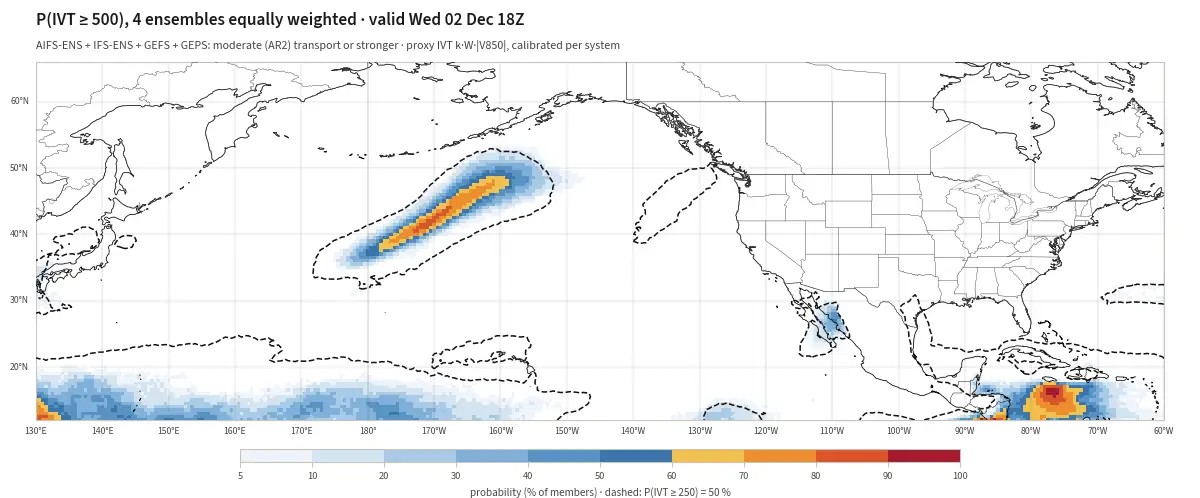 P(IVT ≥ 500), 4 ensembles equally weighted · valid Wed 02 Dec 18Z
AIFS-ENS + IFS-ENS + GEFS + GEPS: moderate (AR2) transport or stronger · proxy IVT k·W·|V850|, calibrated per system
60°N
50°N
40°N
30°N
20°N
130°E 140°E 150°E 160°E 170°E 180° 170°W 160°W 150°W 140°W 130°W 120°W 110°W 100°W 90°W 80°W 70°W 60°W
5 10 20 30 40 50 60 70 80 90 100
probability (% of members) · dashed: P(IVT ≥ 250) = 50 %